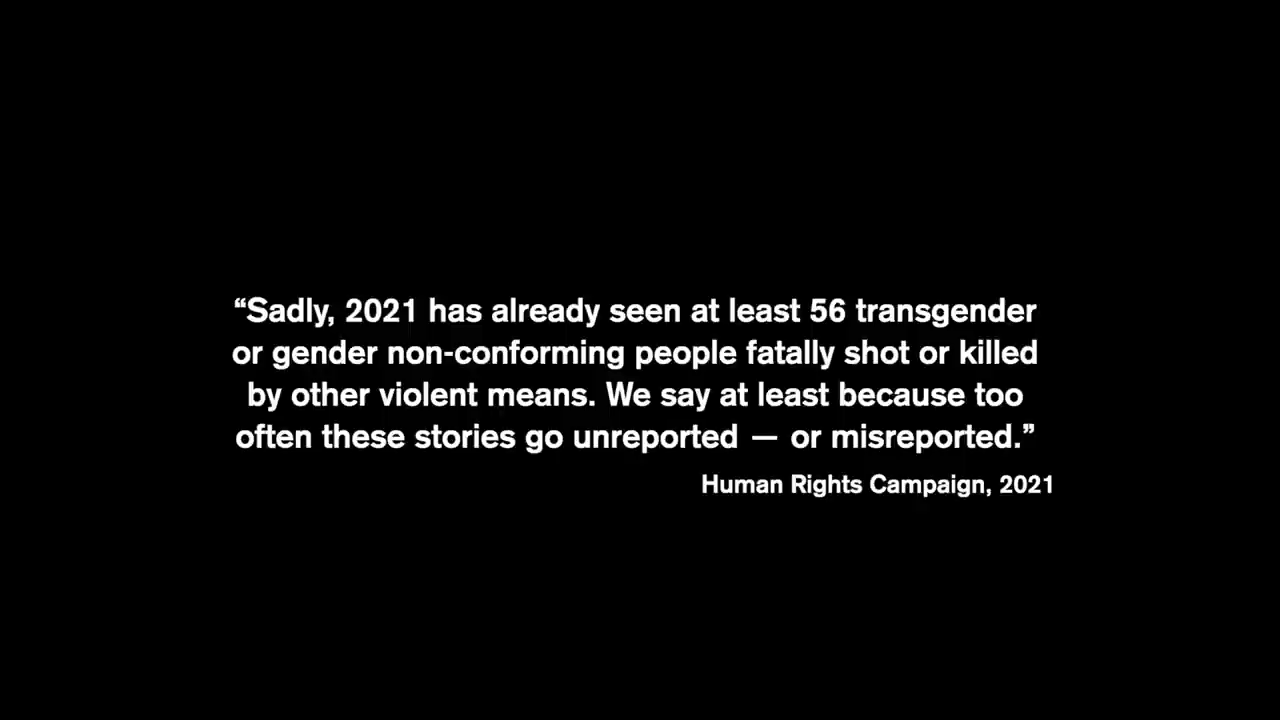 “Sadly, 2021 has already seen at least 56 transgender
or gender non-conforming people fatally shot or killed
by other violent means. We say at least because too
often these stories go unreported — or misreported.”
Human Rights Campaign, 2021